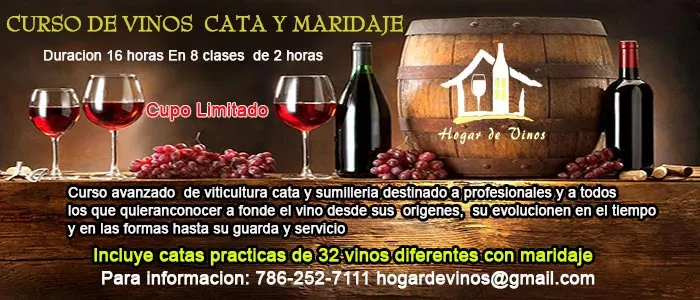 CURSO DE VINOS CATA Y MARIDAJE
Duracion 16 horas En 8 clases de 2 horas
Cupo Limitado
Hogar de Vinos
Curso avanzado de viticultura cata y sumilleria destinado a profesionales y a todos
los que quieranconocer a fonde el vino desde sus origenes, su evolucionen en el tiempo
y en las formas hasta su guarda y servicio
Incluye catas practicas de 32 vinos diferentes con maridaje
Para informacion: 786-252-7111 hogardevinos@gmail.com